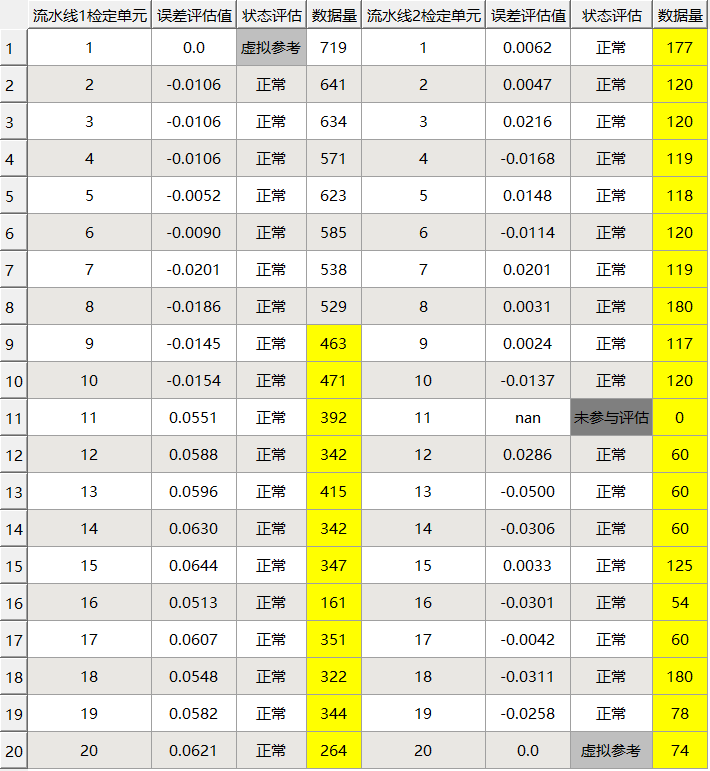 流水线1检定单元 误差评估值 状态评估 数据量 流水线2检定单元 误差评估值 状态评估 数据量
1 1 0.0 虚拟参考 719 1 0.0062 正常 177
2 2 -0.0106 正常 641 2 0.0047 正常 120
3 3 -0.0106 正常 634 3 0.0216 正常 120
4 4 -0.0106 正常 571 4 -0.0168 正常 119
5 5 -0.0052 正常 623 5 0.0148 正常 118
6 6 -0.0090 正常 585 6 -0.0114 正常 120
7 7 -0.0201 正常 538 7 0.0201 正常 119
8 8 -0.0186 正常 529 8 0.0031 正常 180
9 9 -0.0145 正常 463 9 0.0024 正常 117
10 10 -0.0154 正常 471 10 -0.0137 正常 120
11 11 0.0551 正常 392 11 nan 未参与评估 0
12 12 0.0588 正常 342 12 0.0286 正常 60
13 13 0.0596 正常 415 13 -0.0500 正常 60
14 14 0.0630 正常 342 14 -0.0306 正常 60
15 15 0.0644 正常 347 15 0.0033 正常 125
16 16 0.0513 正常 161 16 -0.0301 正常 54
17 17 0.0607 正常 351 17 -0.0042 正常 60
18 18 0.0548 正常 322 18 -0.0311 正常 180
19 19 0.0582 正常 344 19 -0.0258 正常 78
20 20 0.0621 正常 264 20 0.0 虚拟参考 74